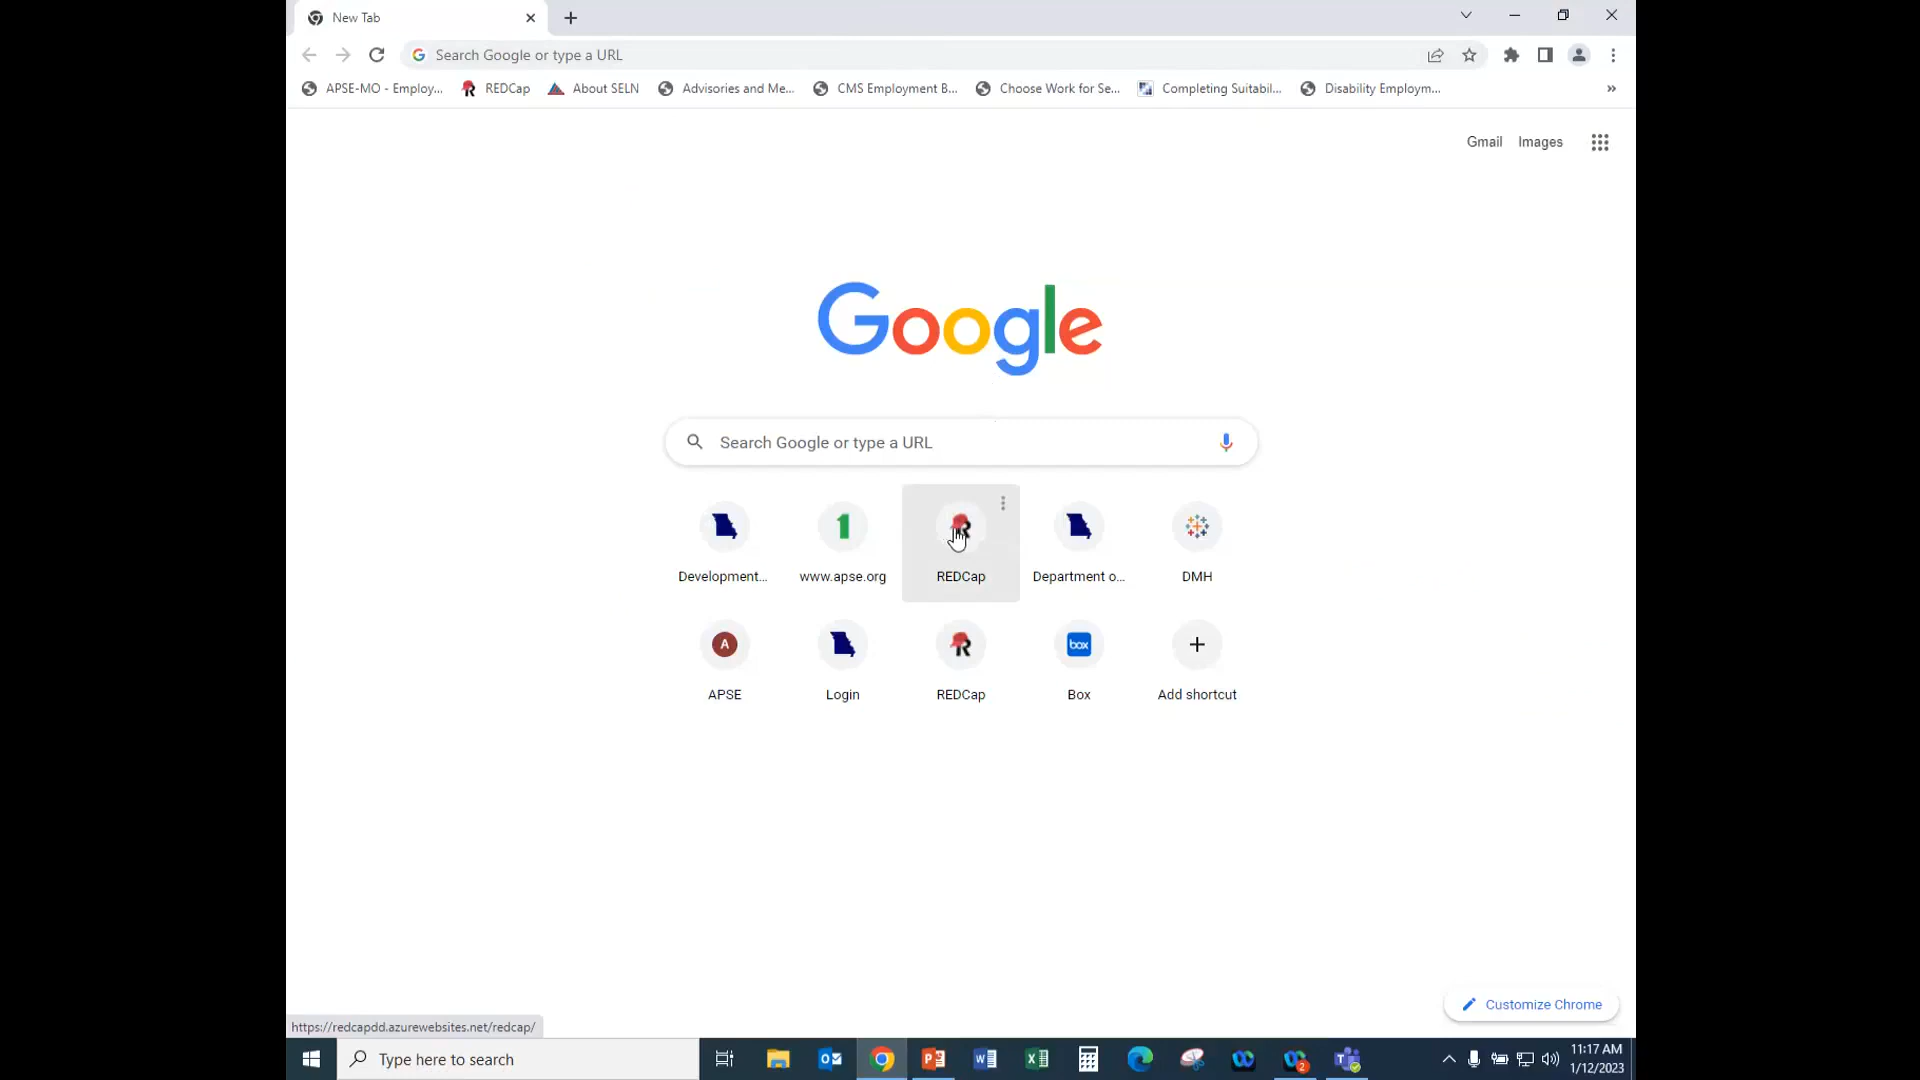 New Tab
Search Google or type a URL
APSE-MO - Employ... REDCap About SELN Advisories and Me... CMS Employment B... Choose Work for Se... Completing Suitabil... Disability Employm... »
Gmail Images
Google
Search Google or type a URL
1 R
Development... www.apse.org REDCap Department o... DMH
A R box
APSE Login REDCap Box Add shortcut
Customize Chrome
https://redcapdd.azurewebsites.net/redcap/
Type here to search
11:17 AM
1/12/2023